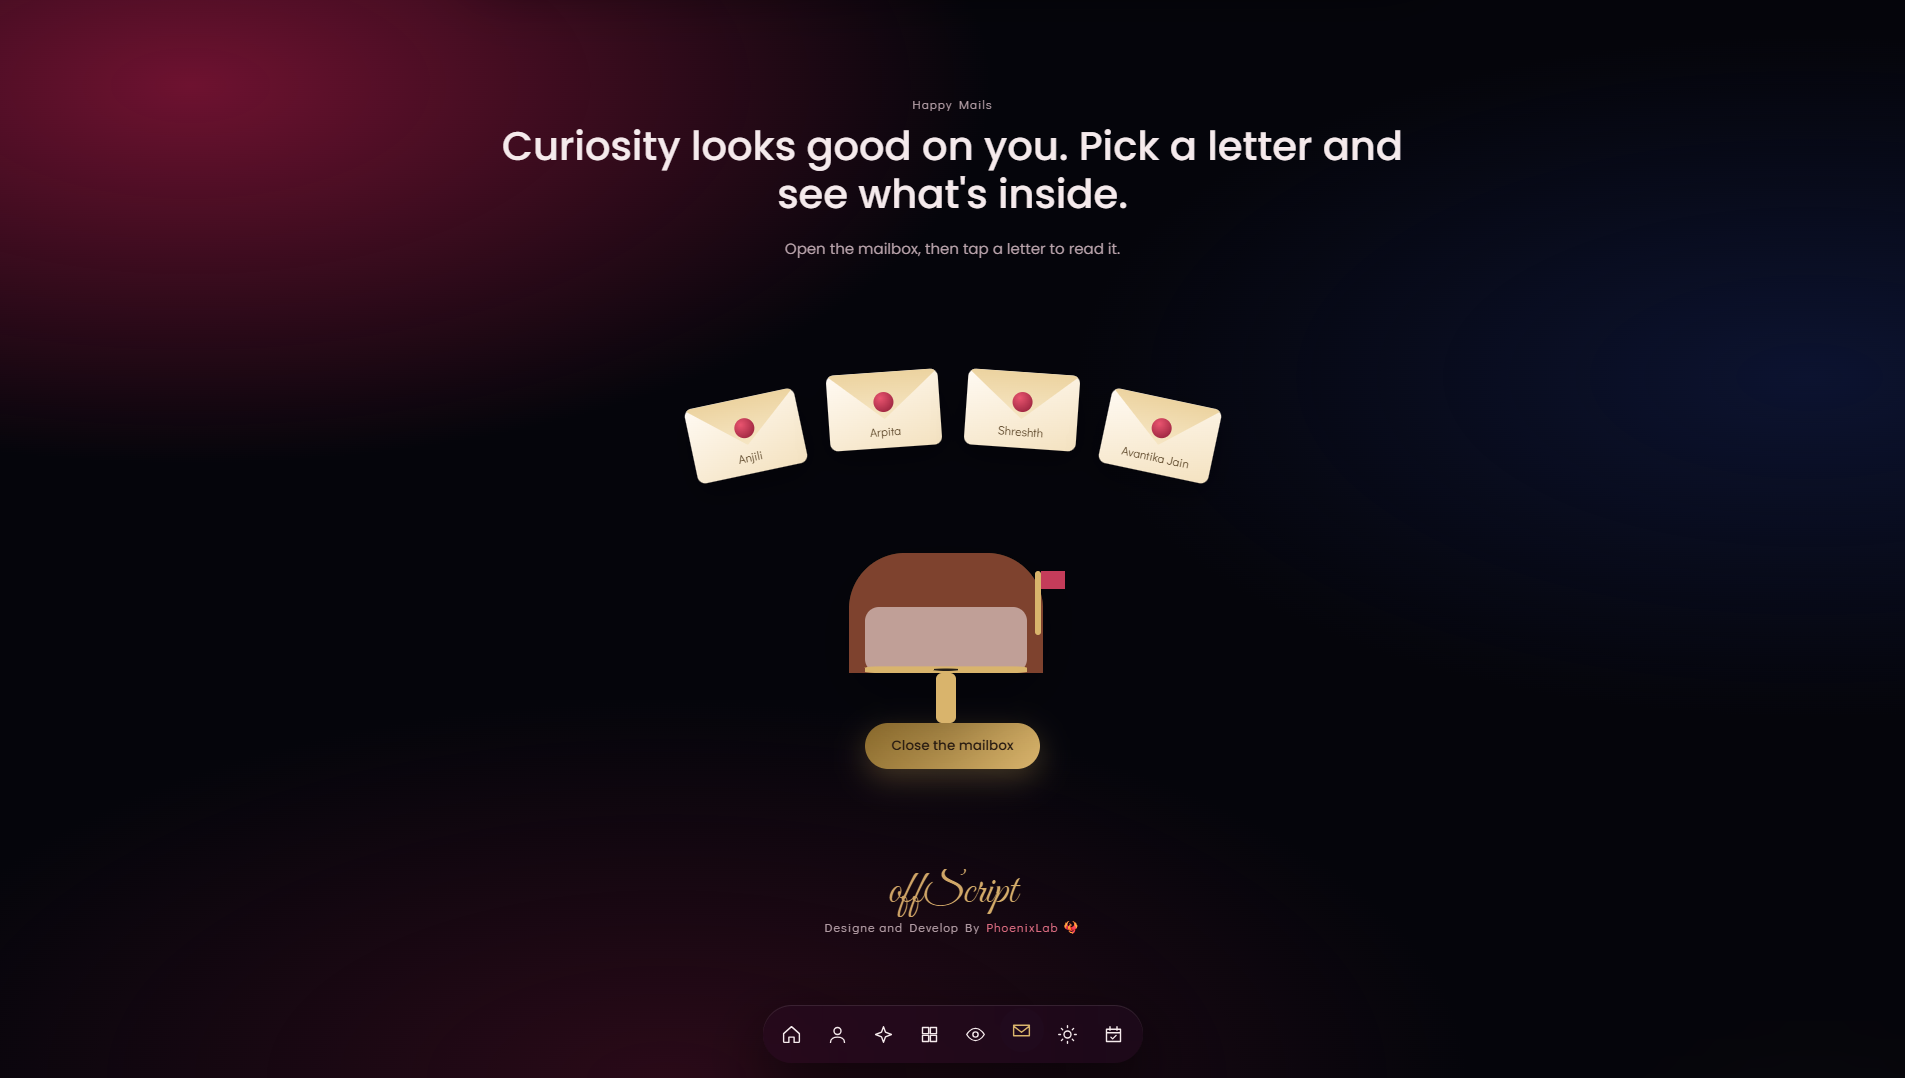 Happy Mails
Curiosity looks good on you. Pick a letter and
see what's inside.
Open the mailbox, then tap a letter to read it.
Anjili
Arpita
Shreshth
Avantika Jain
Close the mailbox
offScript
Designe and Develop By PhoenixLab